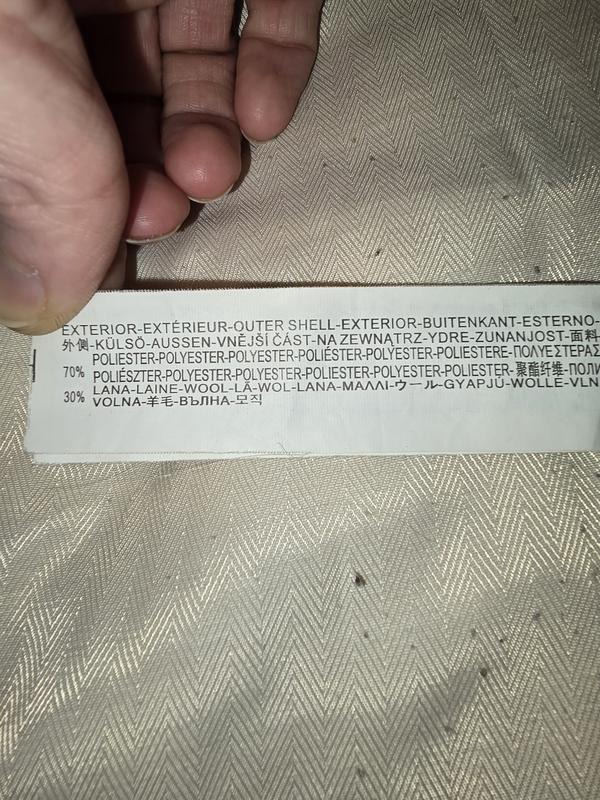 EXTERIOR-EXTÉRIEUR-OUTER SHELL-EXTERIOR-BUITENKANT-ESTERNO-
外側-KÜLSŐ-AUSSEN-VNĚJŠÍ ČÁST-NA ZEWNĄTRZ-YDRE-ZUNANJOST-面料
POLIESTER-POLYESTER-POLYESTER-POLIÉSTER-POLYESTER-POLIESTERE-ΠΟΛΥΕΣΤΕΡΑΣ
70% POLIÉSZTER-POLYESTER-POLYESTER-POLYESTER-POLIESTER-聚酯纤维-ПОЛИ
LANA-LAINE-WOOL-LÃ-WOL-LANA-ΜΑΛΛΙ-ウール-GYAPJÚ-WOLLE-VLN
30% VOLNA-羊毛-ВЪЛНА-모직